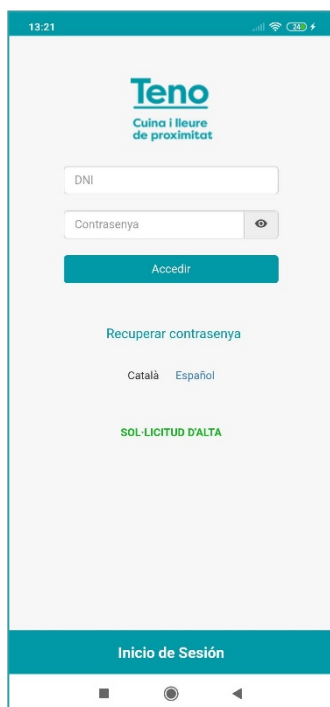 13:21
24
Teno
Cuina i lleure
de proximitat
DNI
Contrasenya
Accedir
Recuperar contrasenya
Català Español
SOL·LICITUD D'ALTA
Inicio de Sesión